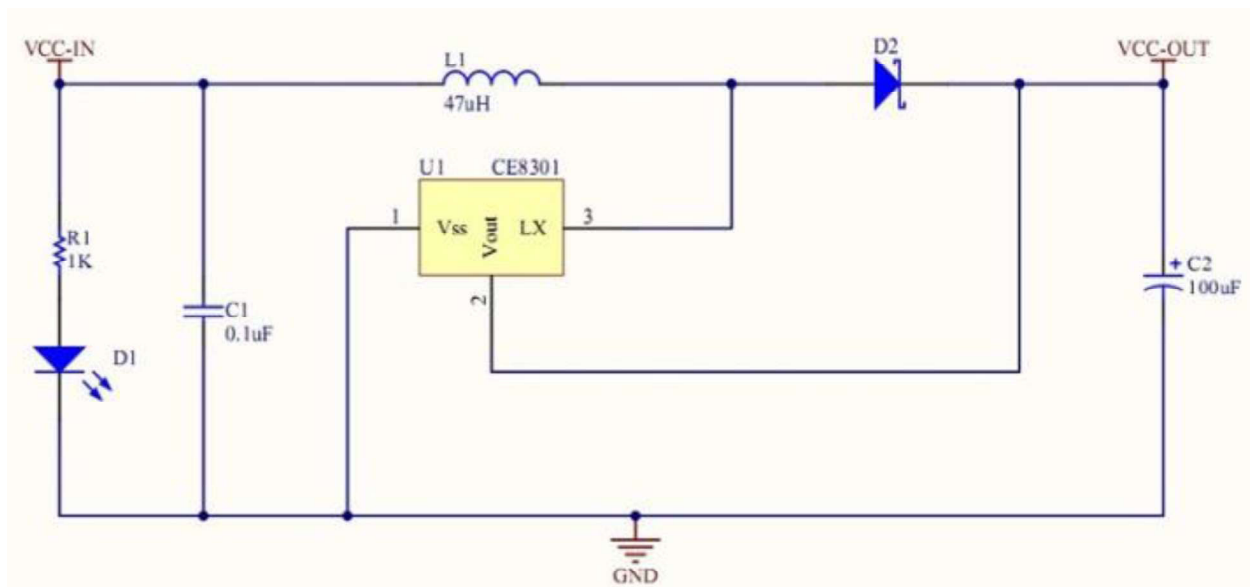 VCC-IN
L1
47uH
D2
VCC-OUT
U1
CE8301
1
Vss
Vout
LX
3
2
R1
1K
C1
0.1uF
D1
+
C2
100uF
GND